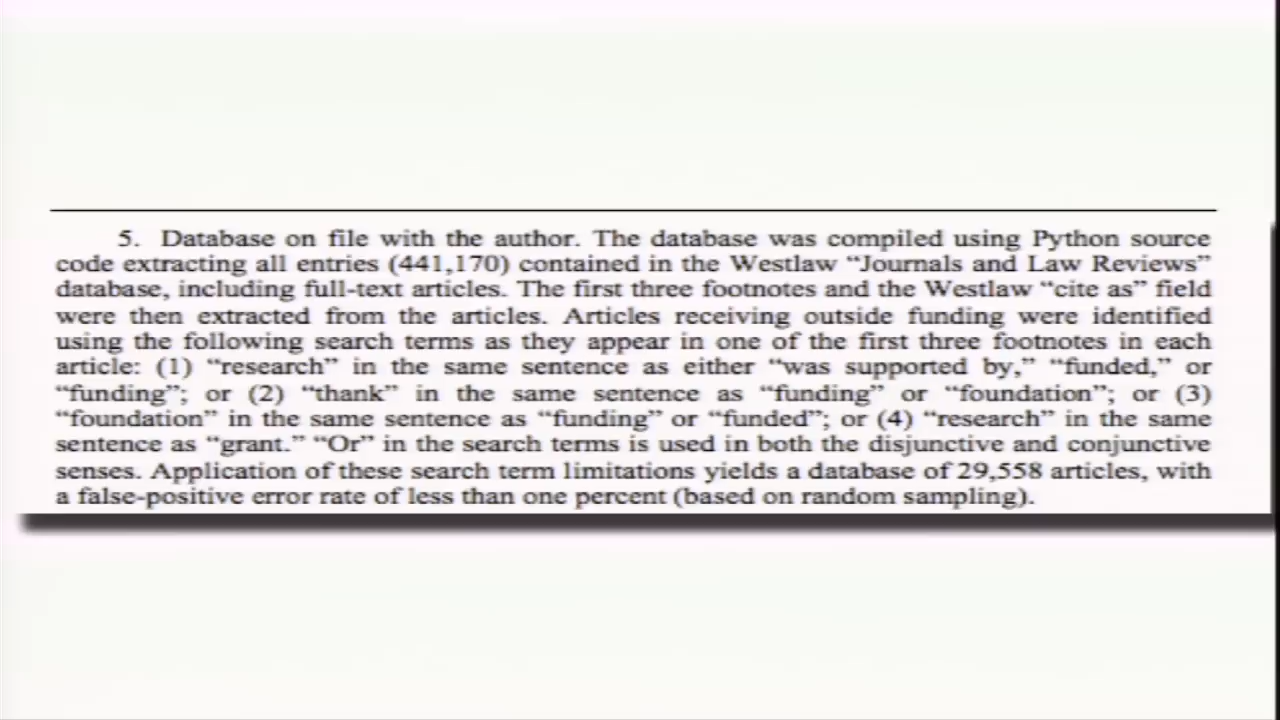 5. Database on file with the author. The database was compiled using Python source
code extracting all entries (441,170) contained in the Westlaw “Journals and Law Reviews”
database, including full-text articles. The first three footnotes and the Westlaw “cite as” field
were then extracted from the articles. Articles receiving outside funding were identified
using the following search terms as they appear in one of the first three footnotes in each
article: (1) “research” in the same sentence as either “was supported by,” “funded,” or
“funding”; or (2) “thank” in the same sentence as “funding” or “foundation”; or (3)
“foundation” in the same sentence as “funding” or “funded”; or (4) “research” in the same
sentence as “grant.” “Or” in the search terms is used in both the disjunctive and conjunctive
senses. Application of these search term limitations yields a database of 29,558 articles, with
a false-positive error rate of less than one percent (based on random sampling).